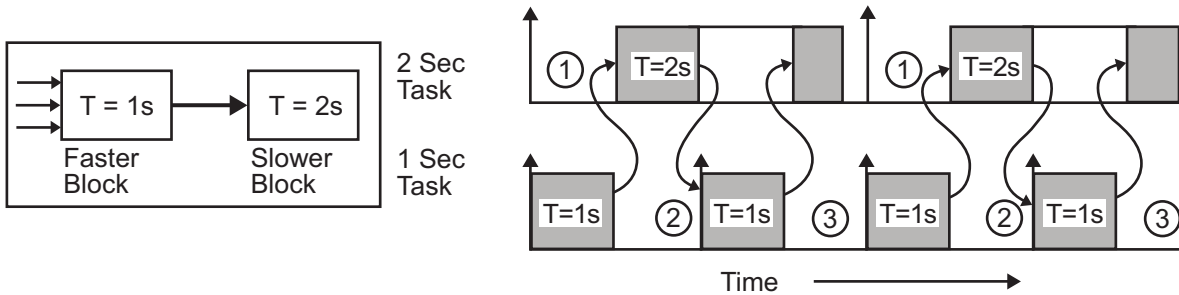 T = 1s
T = 2s
Faster
Block
Slower
Block
2 Sec
Task
1 Sec
Task
1
T=2s
1
T=2s
T=1s
2
T=1s
3
T=1s
2
T=1s
3
Time